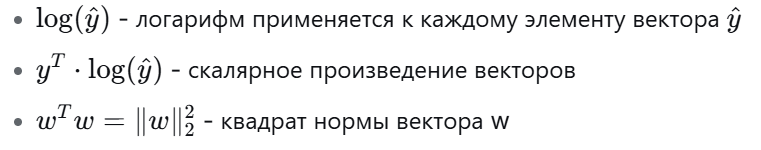 • log(ŷ) - логарифм применяется к каждому элементу вектора ŷ
• yᵀ · log(ŷ) - скалярное произведение векторов
• wᵀw = ‖w‖₂² - квадрат нормы вектора w